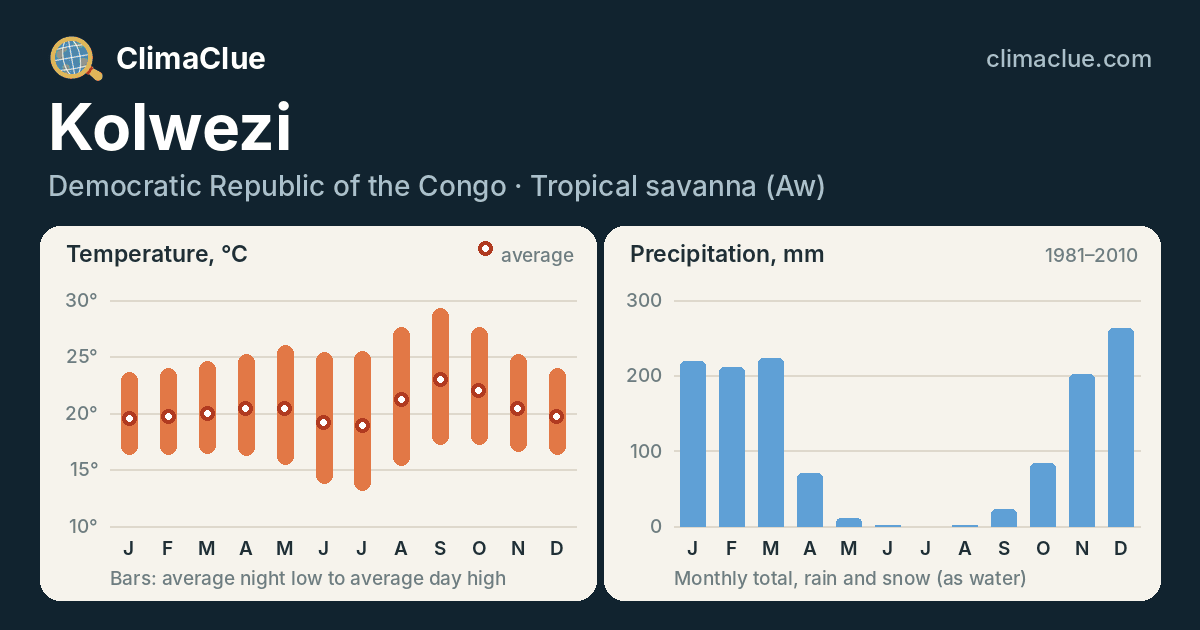 ClimaClue
climaclue.com
Kolwezi
Democratic Republic of the Congo · Tropical savanna (Aw)
Temperature, °C
average
30°
25°
20°
15°
10°
J F M A M J J A S O N D
Bars: average night low to average day high
Precipitation, mm
1981–2010
300
200
100
0
J F M A M J J A S O N D
Monthly total, rain and snow (as water)